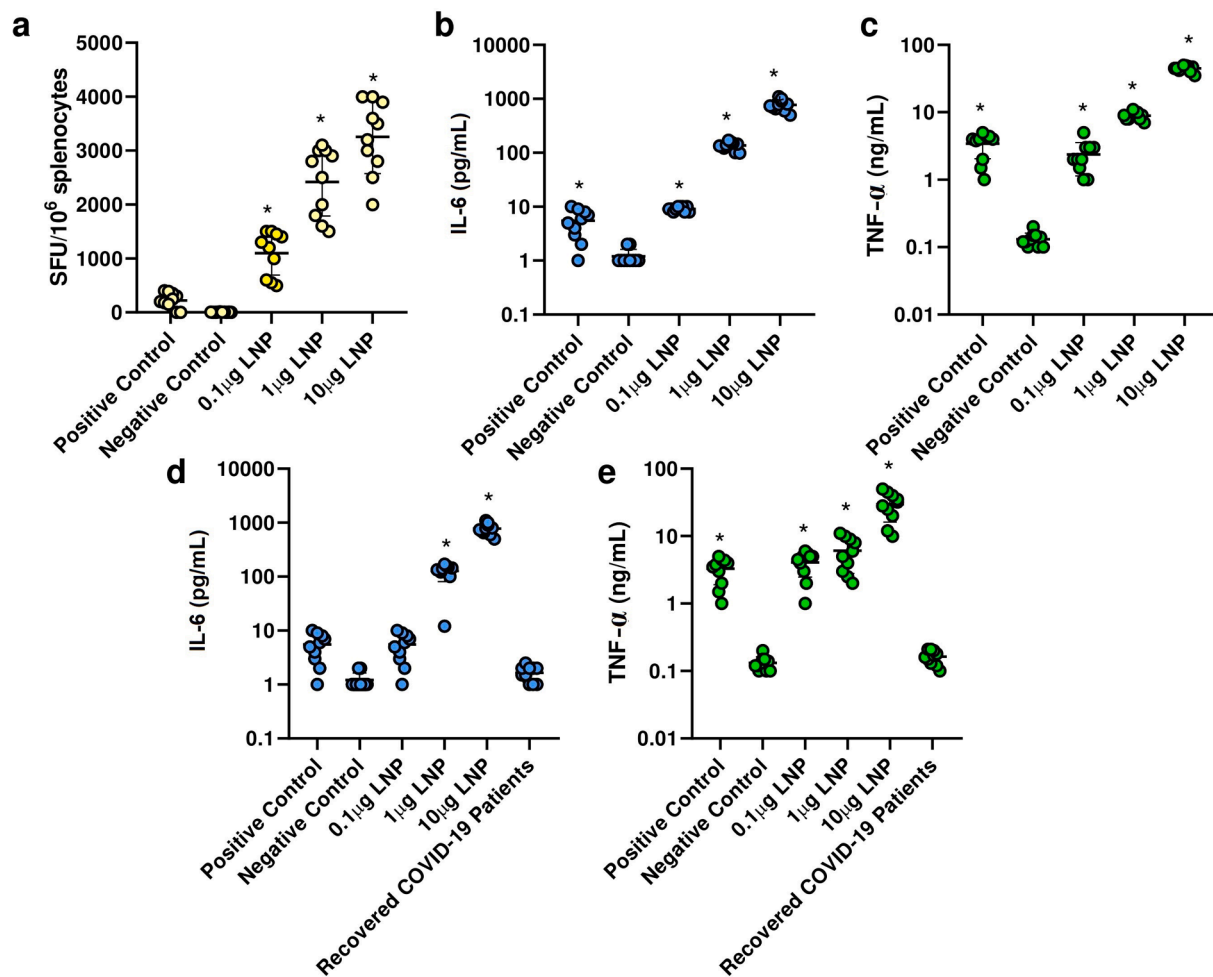 a
SFU/10⁶ splenocytes
5000
4000
3000
2000
1000
0
*
*
*
Positive Control
Negative Control
0.1μg LNP
1μg LNP
10μg LNP
b
IL-6 (pg/mL)
10000
1000
100
10
1
0.1
*
*
*
*
Positive Control
Negative Control
0.1μg LNP
1μg LNP
10μg LNP
c
TNF-α (ng/mL)
100
10
1
0.1
0.01
*
*
*
*
Positive Control
Negative Control
0.1μg LNP
1μg LNP
10μg LNP
d
IL-6 (pg/mL)
10000
1000
100
10
1
0.1
*
*
Positive Control
Negative Control
0.1μg LNP
1μg LNP
10μg LNP
Recovered COVID-19 Patients
e
TNF-α (ng/mL)
100
10
1
0.1
0.01
*
*
*
*
Positive Control
Negative Control
0.1μg LNP
1μg LNP
10μg LNP
Recovered COVID-19 Patients